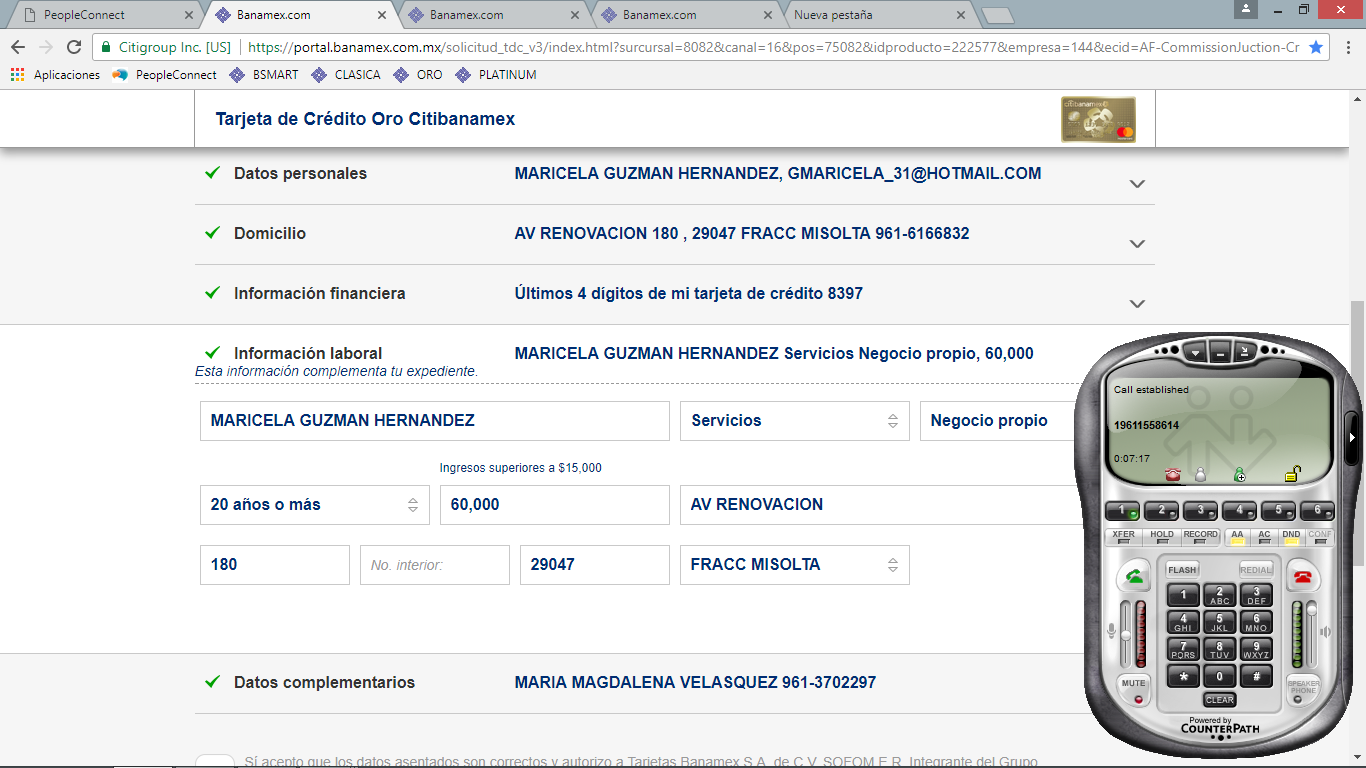 PeopleConnect
Banamex.com
Banamex.com
Banamex.com
Nueva pestaña
Citigroup Inc. [US] https://portal.banamex.com.mx/solicitud_tdc_v3/index.html?surcursal=8082&canal=16&pos=75082&idproducto=222577&empresa=144&ecid=AF-CommissionJuction-Cr
Aplicaciones PeopleConnect BSMART CLASICA ORO PLATINUM
Tarjeta de Crédito Oro Citibanamex
citibanamex
Datos personales MARICELA GUZMAN HERNANDEZ, GMARICELA_31@HOTMAIL.COM
Domicilio AV RENOVACION 180 , 29047 FRACC MISOLTA 961-6166832
Información financiera Últimos 4 dígitos de mi tarjeta de crédito 8397
Información laboral MARICELA GUZMAN HERNANDEZ Servicios Negocio propio, 60,000
Esta información complementa tu expediente.
MARICELA GUZMAN HERNANDEZ Servicios Negocio propio
Ingresos superiores a $15,000
20 años o más 60,000 AV RENOVACION
180 No. interior: 29047 FRACC MISOLTA
Datos complementarios MARIA MAGDALENA VELASQUEZ 961-3702297
Sí acepto que los datos asentados son correctos y autorizo a Tarjetas Banamex S.A. de C.V. SOFOM E.R. Integrante del Grupo
Call established
19611558614
0:07:17
1 2 3 4 5 6
XFER HOLD RECORD AA AC DND CONF
FLASH REDIAL
1 2 ABC 3 DEF
4 GHI 5 JKL 6 MNO
7 PQRS 8 TUV 9 WXYZ
* 0 #
MUTE CLEAR SPEAKER PHONE
Powered by
COUNTERPATH